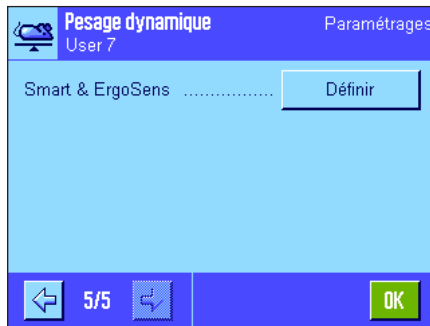 Pesage dynamique Paramétrages
User 7
Smart & ErgoSens ................ Définir
5/5 OK